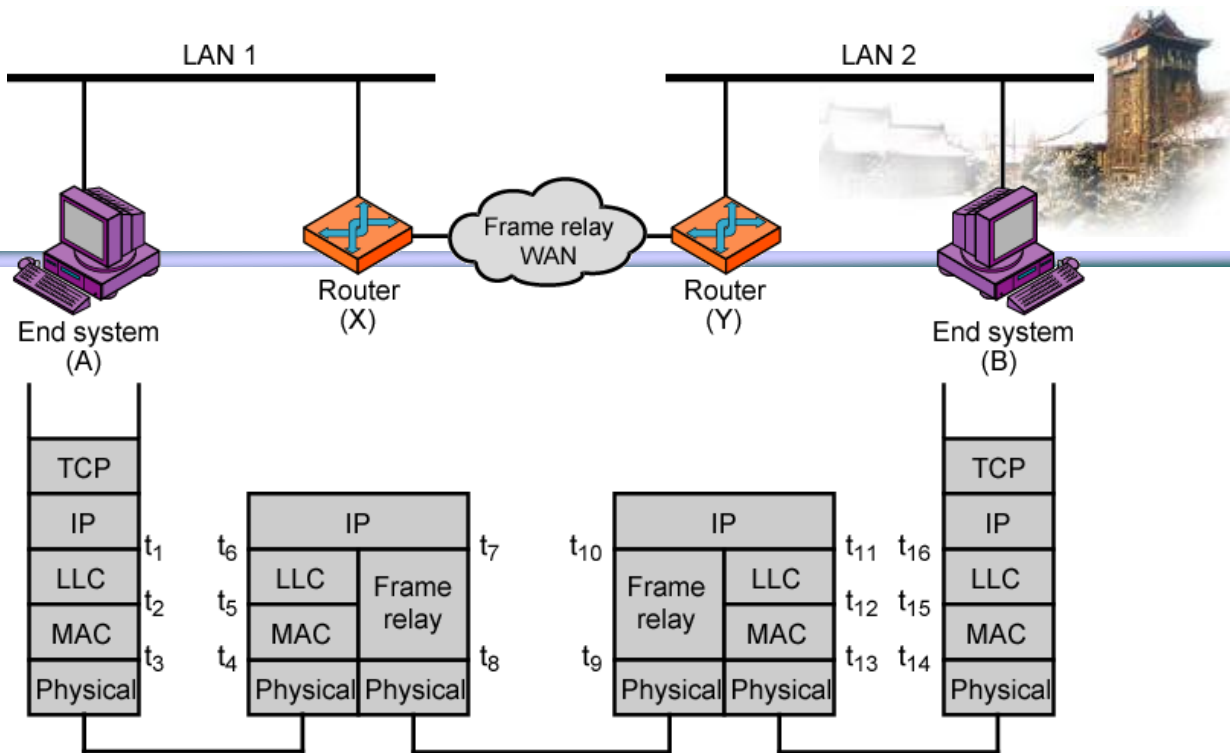 LAN 1
LAN 2
Frame relay
WAN
Router
(X)
Router
(Y)
End system
(A)
End system
(B)
TCP
IP
LLC
MAC
Physical
t1
t2
t3
t6
t5
t4
IP
LLC
MAC
Physical
Frame
relay
Physical
t7
t8
t10
t9
IP
Frame
relay
Physical
LLC
MAC
Physical
t11
t12
t13
t16
t15
t14
TCP
IP
LLC
MAC
Physical